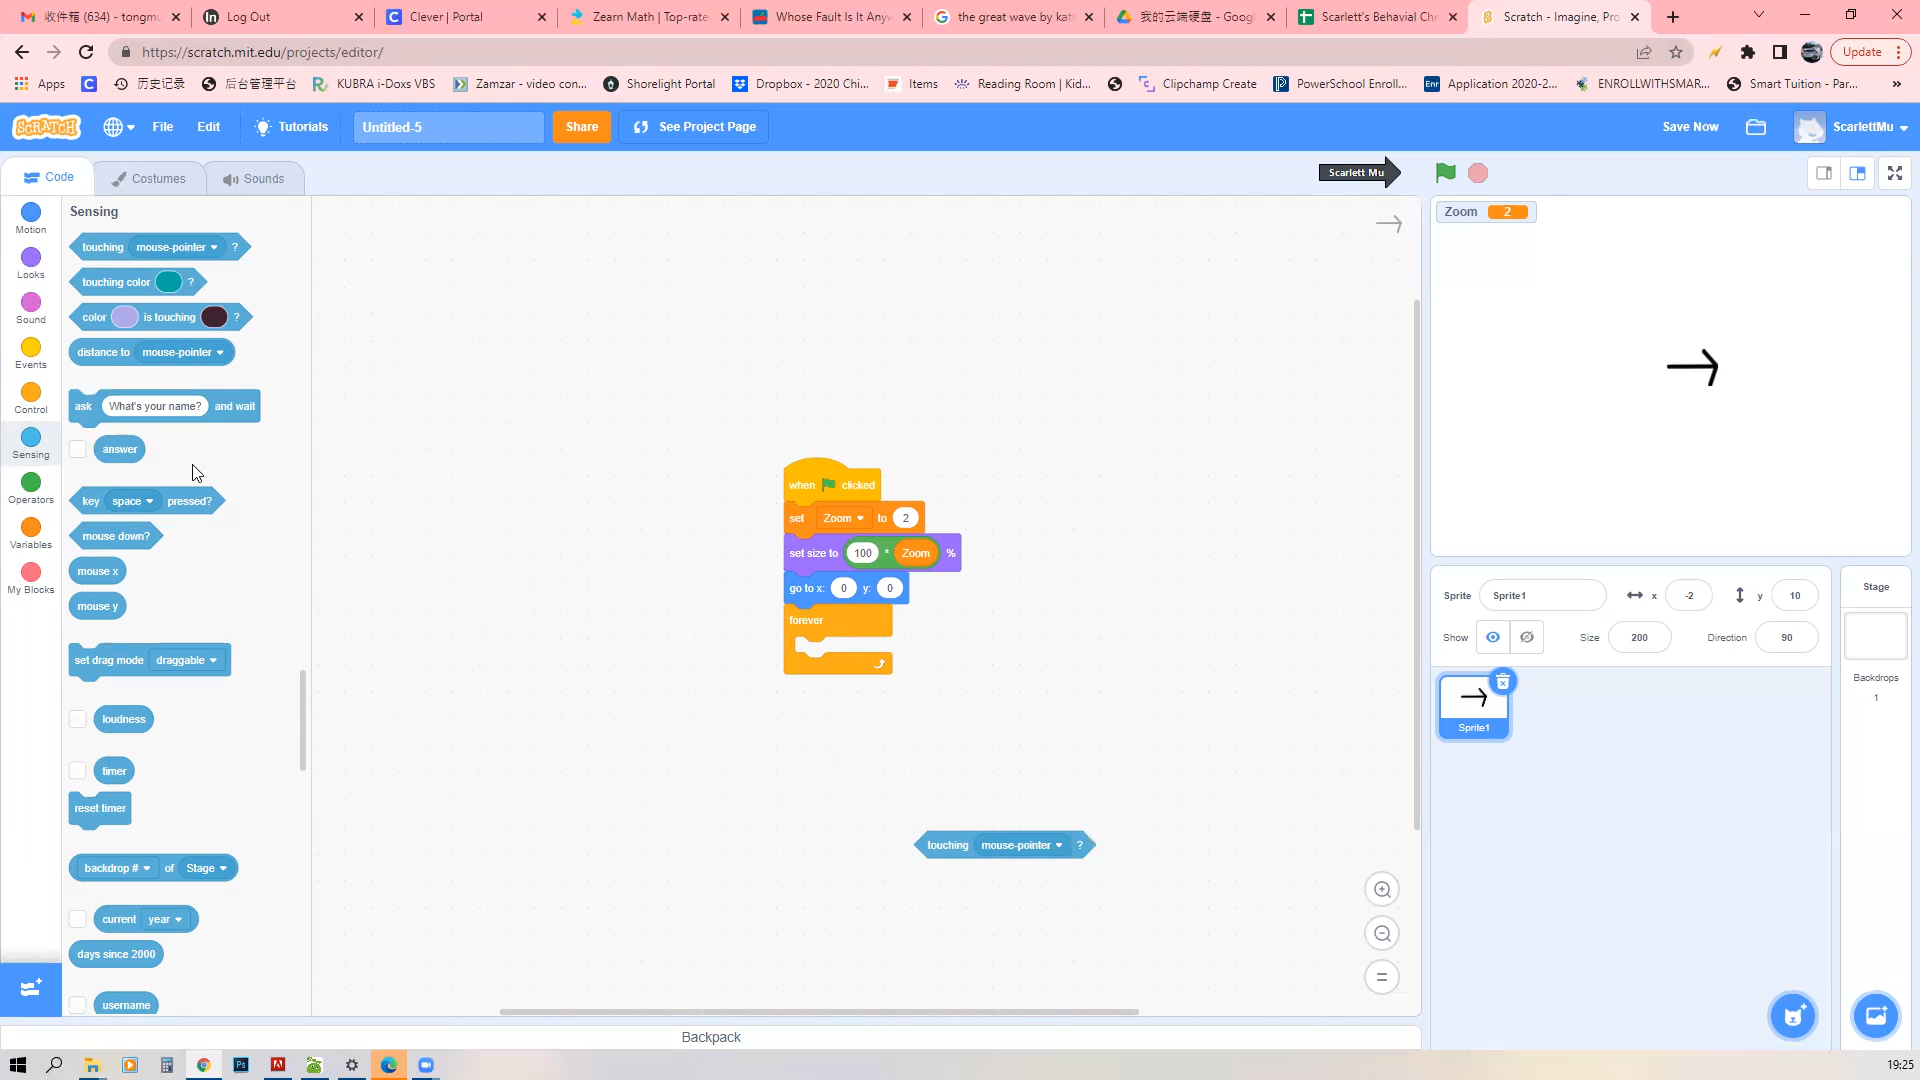 收件箱 (634) - tongmu
Log Out
Clever | Portal
Zearn Math | Top-rate
Whose Fault Is It Anyw
the great wave by kats
我的云端硬盘 - Goog
Scarlett's Behavial Che
Scratch - Imagine, Pro
https://scratch.mit.edu/projects/editor/
Update
Apps
历史记录
后台管理平台
KUBRA i-Doxs VBS
Zamzar - video con...
Shorelight Portal
Dropbox - 2020 Chi...
Items
Reading Room | Kid...
Clipchamp Create
PowerSchool Enroll...
Application 2020-2...
ENROLLWITHSMAR...
Smart Tuition - Par...
SCRATCH
File
Edit
Tutorials
Untitled-5
Share
See Project Page
Save Now
ScarlettMu
Code
Costumes
Sounds
Scarlett Mu
Motion
Looks
Sound
Events
Control
Sensing
Operators
Variables
My Blocks
Sensing
touching mouse-pointer ?
touching color ?
color is touching ?
distance to mouse-pointer
ask What's your name? and wait
answer
key space pressed?
mouse down?
mouse x
mouse y
set drag mode draggable
loudness
timer
reset timer
backdrop # of Stage
current year
days since 2000
username
when clicked
set Zoom to 2
set size to 100 * Zoom %
go to x: 0 y: 0
forever
touching mouse-pointer ?
Zoom 2
Sprite Sprite1 x -2 y 10
Show Size 200 Direction 90
Sprite1
Stage
Backdrops
1
Backpack
19:25